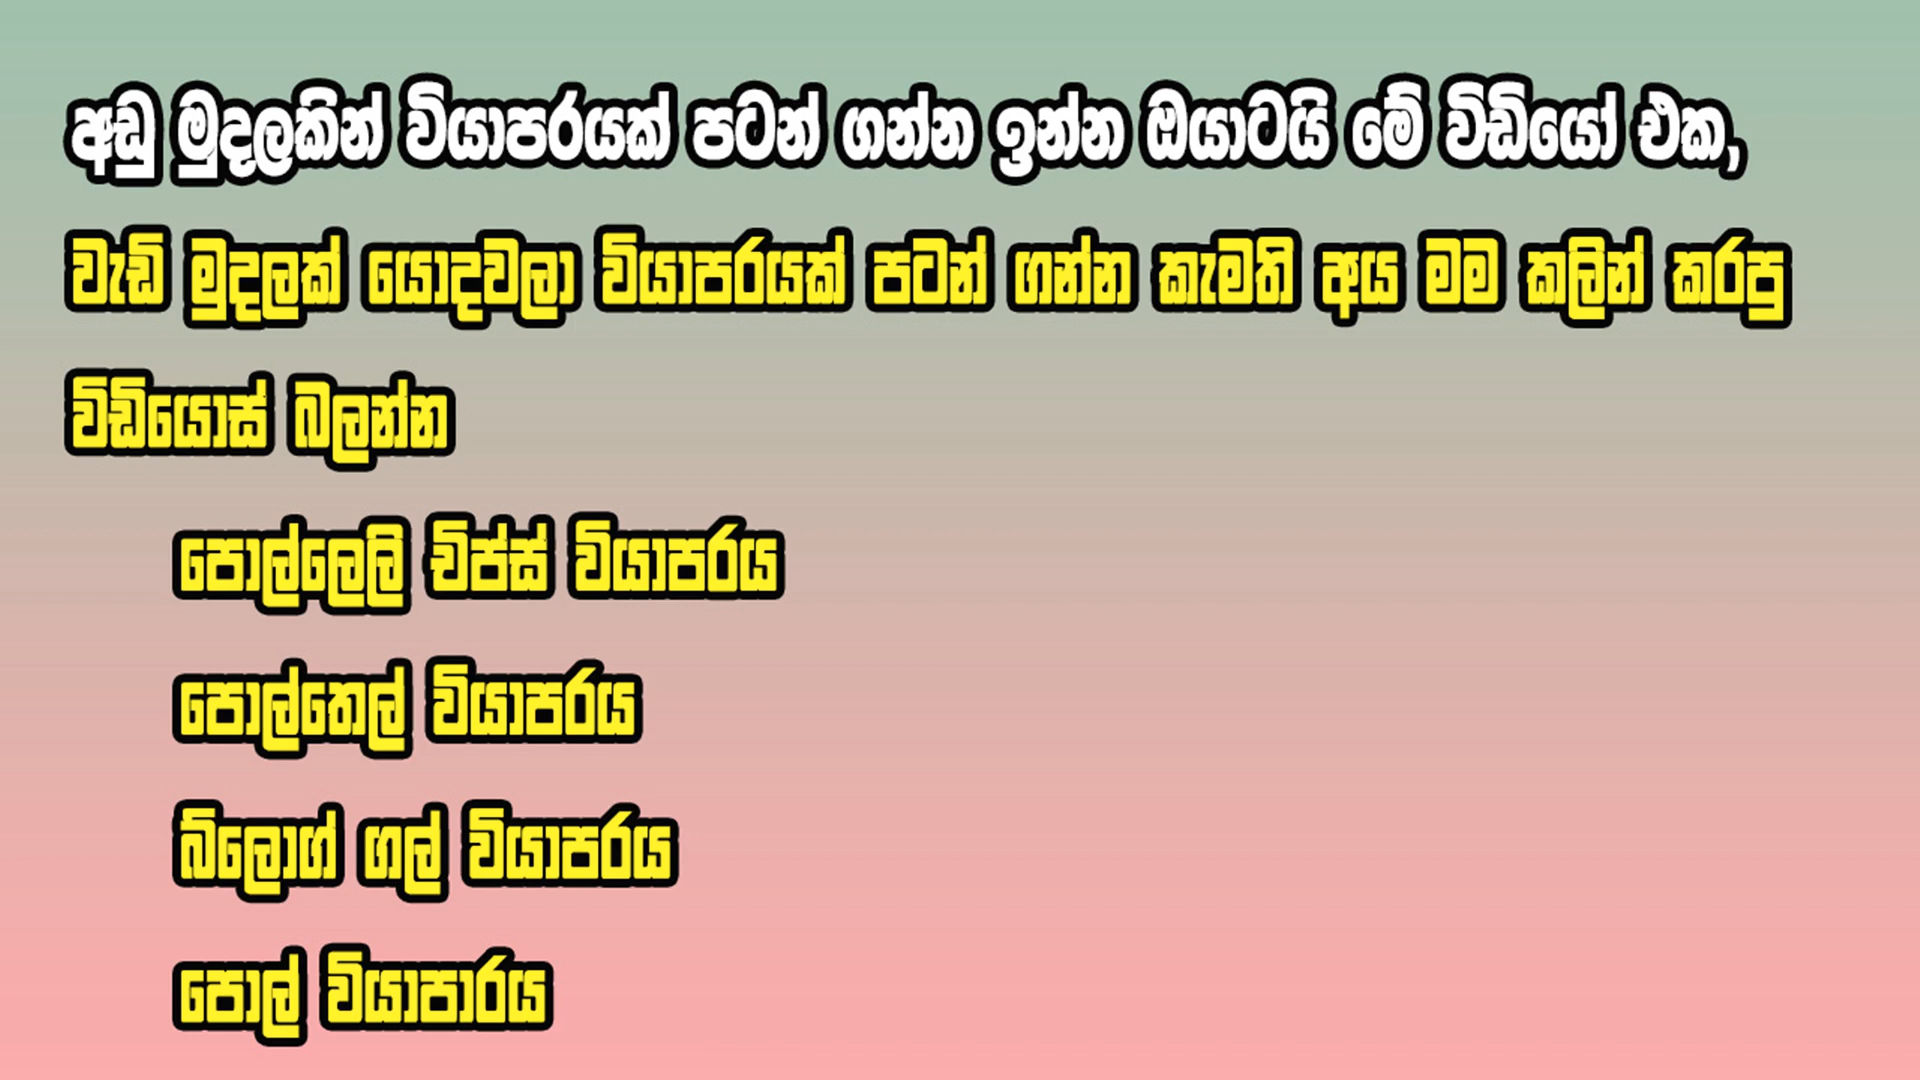 අඩු මුදලකින් වියාපරයක් පටන් ගන්න ඉන්න ඔයාටයි මේ විඩියෝ එක,
වැඩි මුදලක් යොදවලා වියාපරයක් පටන් ගන්න කැමති අය මම කලින් කරපු
විඩියොස් බලන්න
පොල්ලෙලි චිප්ස් වියාපරය
පොල්තෙල් වියාපරය
බ්ලොග් ගල් වියාපරය
පොල් වියාපාරය